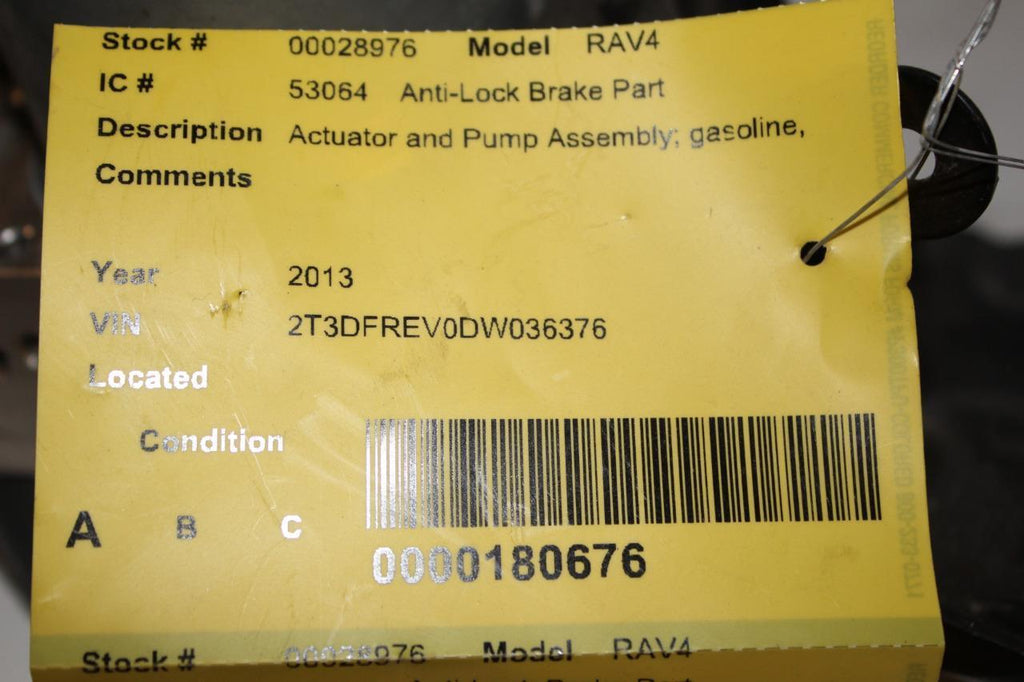 Stock # 00028976 Model RAV4
IC # 53064 Anti-Lock Brake Part
Description Actuator and Pump Assembly; gasoline,
Comments
Year 2013
VIN 2T3DFREV0DW036376
Located
Condition
A B C
0000180676
Stock # 00028976 Model RAV4